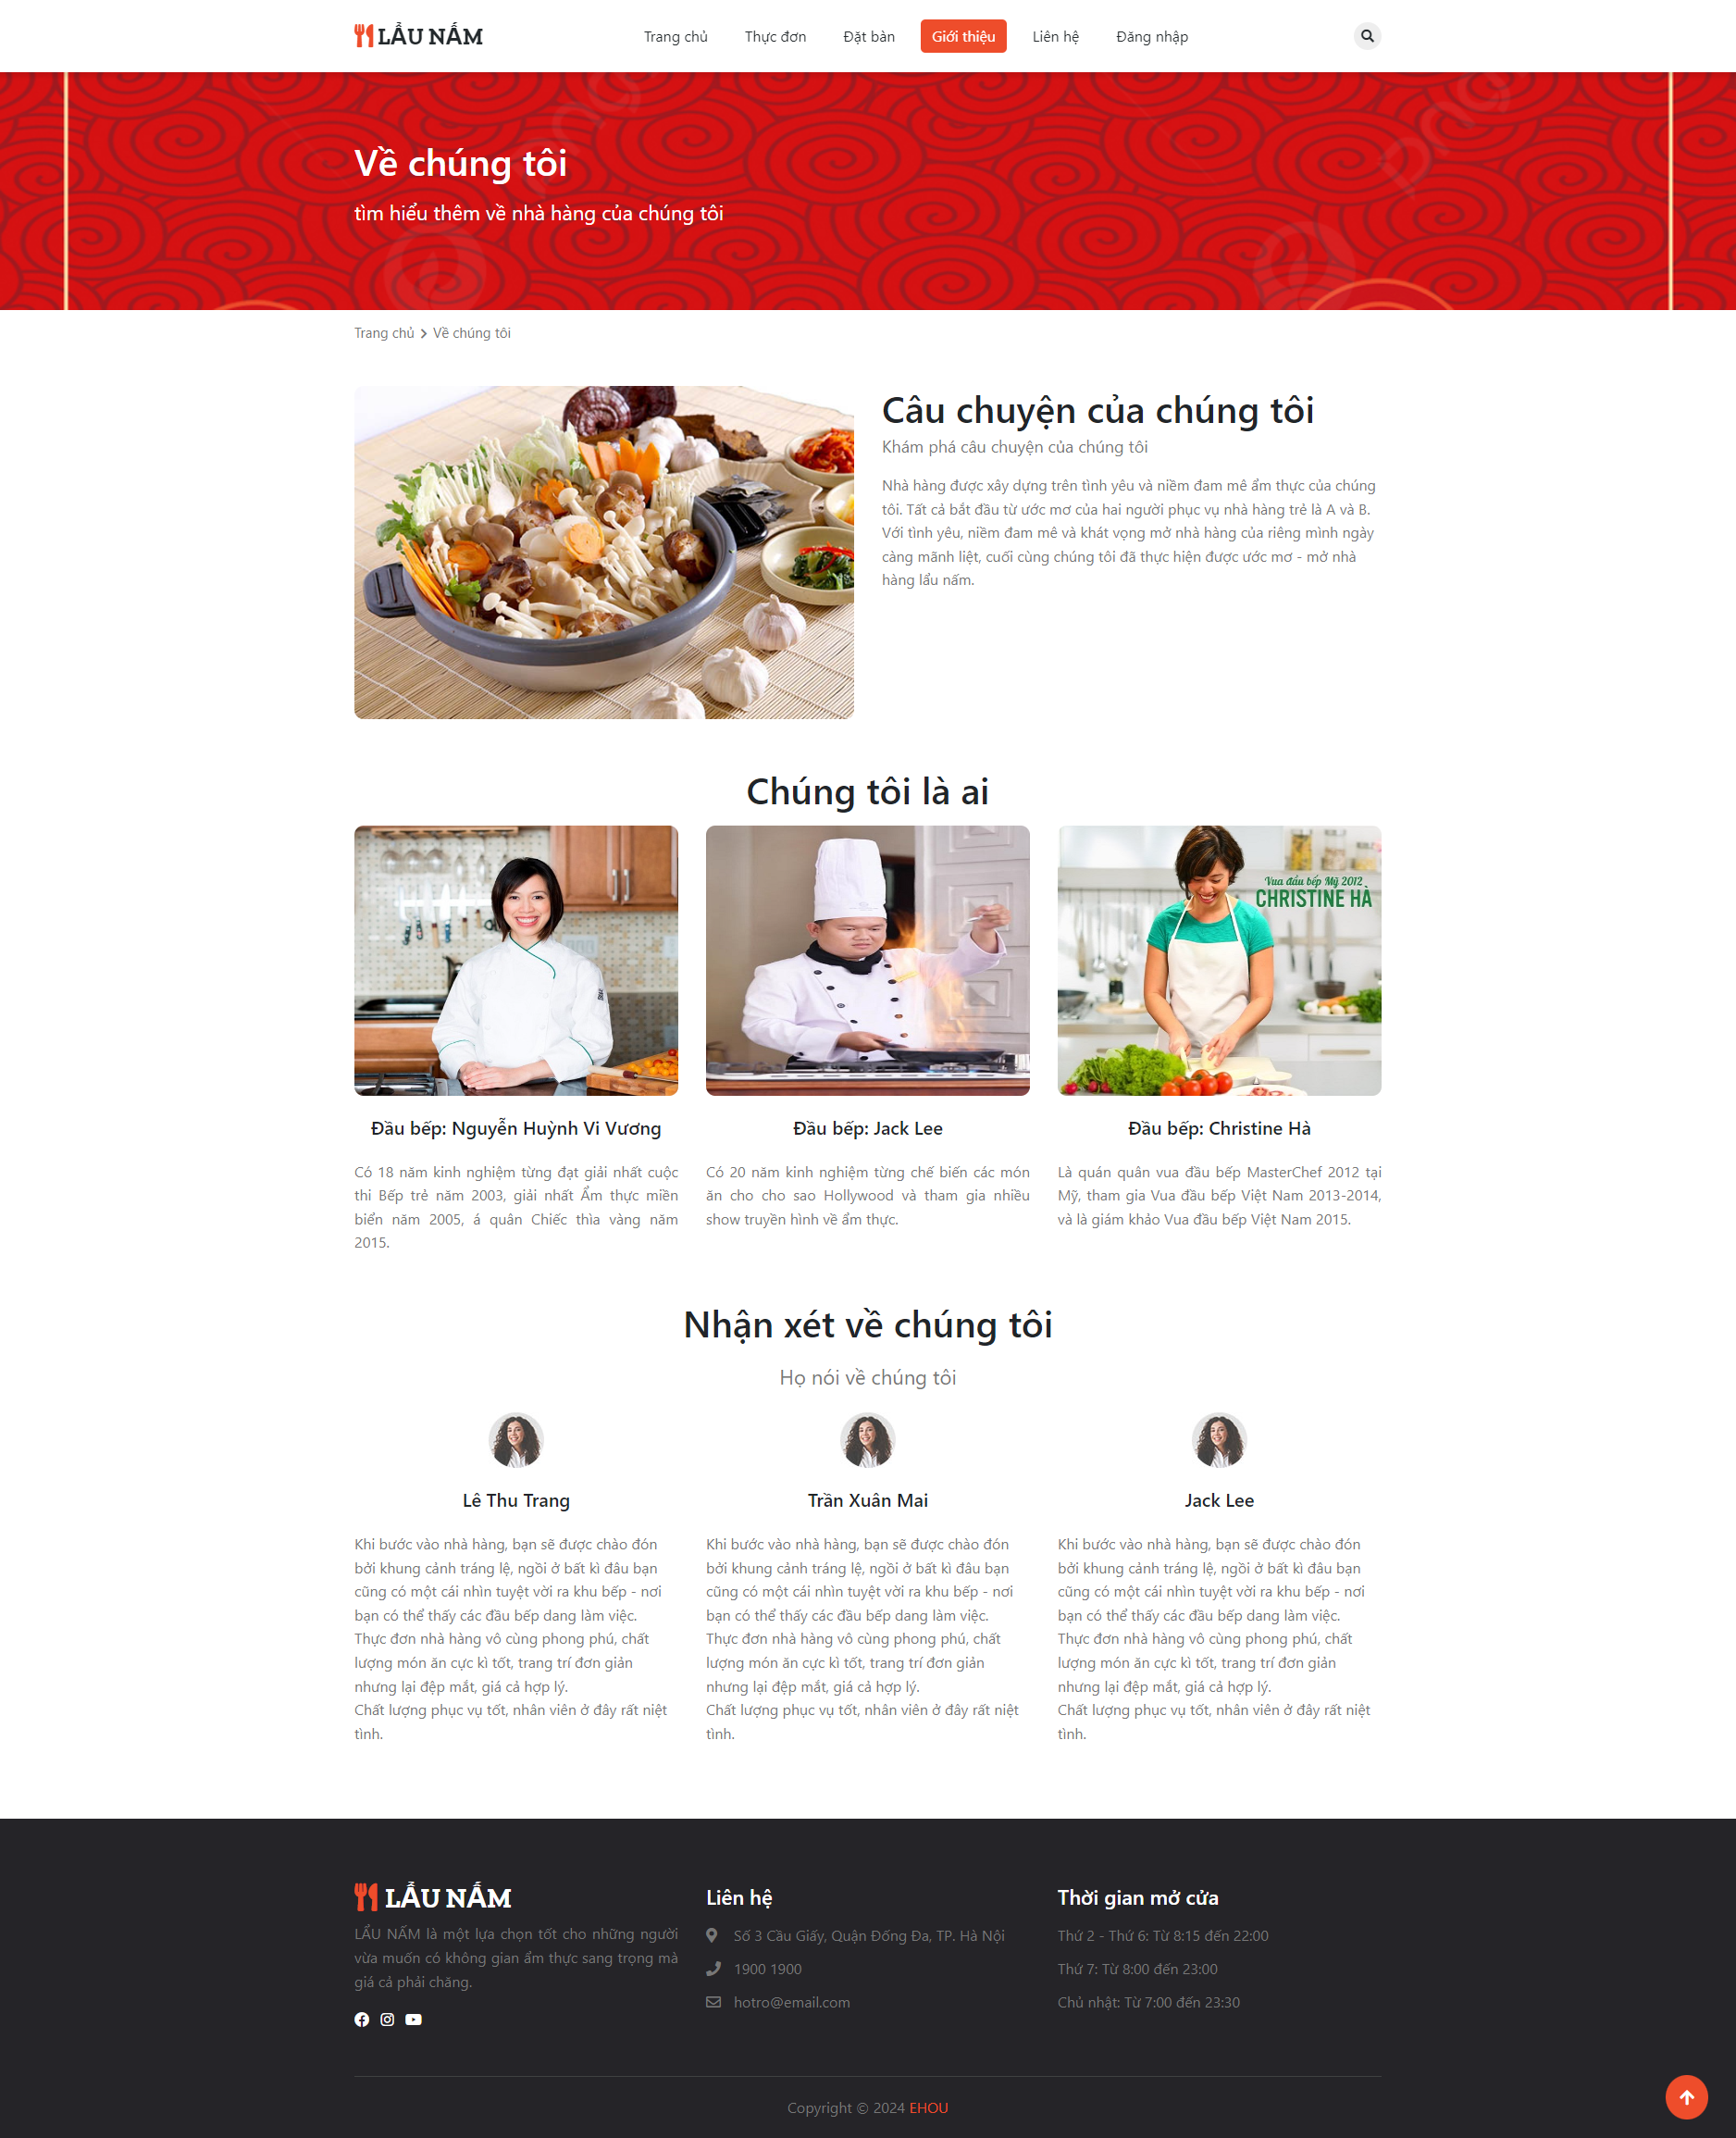 LẨU NẤM
Trang chủ
Thực đơn
Đặt bàn
Giới thiệu
Liên hệ
Đăng nhập
Về chúng tôi
tìm hiểu thêm về nhà hàng của chúng tôi
Trang chủ > Về chúng tôi
Câu chuyện của chúng tôi
Khám phá câu chuyện của chúng tôi
Nhà hàng được xây dựng trên tình yêu và niềm đam mê ẩm thực của chúng
tôi. Tất cả bắt đầu từ ước mơ của hai người phục vụ nhà hàng trẻ là A và B.
Với tình yêu, niềm đam mê và khát vọng mở nhà hàng của riêng mình ngày
càng mãnh liệt, cuối cùng chúng tôi đã thực hiện được ước mơ - mở nhà
hàng lẩu nấm.
Chúng tôi là ai
Vua đầu bếp Mỹ 2012
CHRISTINE HÀ
Đầu bếp: Nguyễn Huỳnh Vi Vương
Có 18 năm kinh nghiệm từng đạt giải nhất cuộc
thi Bếp trẻ năm 2003, giải nhất Ẩm thực miền
biển năm 2005, á quân Chiếc thìa vàng năm
2015.
Đầu bếp: Jack Lee
Có 20 năm kinh nghiệm từng chế biến các món
ăn cho cho sao Hollywood và tham gia nhiều
show truyền hình về ẩm thực.
Đầu bếp: Christine Hà
Là quán quân vua đầu bếp MasterChef 2012 tại
Mỹ, tham gia Vua đầu bếp Việt Nam 2013-2014,
và là giám khảo Vua đầu bếp Việt Nam 2015.
Nhận xét về chúng tôi
Họ nói về chúng tôi
Lê Thu Trang
Khi bước vào nhà hàng, bạn sẽ được chào đón
bởi khung cảnh tráng lệ, ngồi ở bất kì đâu bạn
cũng có một cái nhìn tuyệt vời ra khu bếp - nơi
bạn có thể thấy các đầu bếp dang làm việc.
Thực đơn nhà hàng vô cùng phong phú, chất
lượng món ăn cực kì tốt, trang trí đơn giản
nhưng lại đệp mắt, giá cả hợp lý.
Chất lượng phục vụ tốt, nhân viên ở đây rất niệt
tình.
Trần Xuân Mai
Khi bước vào nhà hàng, bạn sẽ được chào đón
bởi khung cảnh tráng lệ, ngồi ở bất kì đâu bạn
cũng có một cái nhìn tuyệt vời ra khu bếp - nơi
bạn có thể thấy các đầu bếp dang làm việc.
Thực đơn nhà hàng vô cùng phong phú, chất
lượng món ăn cực kì tốt, trang trí đơn giản
nhưng lại đệp mắt, giá cả hợp lý.
Chất lượng phục vụ tốt, nhân viên ở đây rất niệt
tình.
Jack Lee
Khi bước vào nhà hàng, bạn sẽ được chào đón
bởi khung cảnh tráng lệ, ngồi ở bất kì đâu bạn
cũng có một cái nhìn tuyệt vời ra khu bếp - nơi
bạn có thể thấy các đầu bếp dang làm việc.
Thực đơn nhà hàng vô cùng phong phú, chất
lượng món ăn cực kì tốt, trang trí đơn giản
nhưng lại đệp mắt, giá cả hợp lý.
Chất lượng phục vụ tốt, nhân viên ở đây rất niệt
tình.
LẨU NẤM
LẨU NẤM là một lựa chọn tốt cho những người
vừa muốn có không gian ẩm thực sang trọng mà
giá cả phải chăng.
Liên hệ
Số 3 Cầu Giấy, Quận Đống Đa, TP. Hà Nội
1900 1900
hotro@email.com
Thời gian mở cửa
Thứ 2 - Thứ 6: Từ 8:15 đến 22:00
Thứ 7: Từ 8:00 đến 23:00
Chủ nhật: Từ 7:00 đến 23:30
Copyright © 2024 EHOU